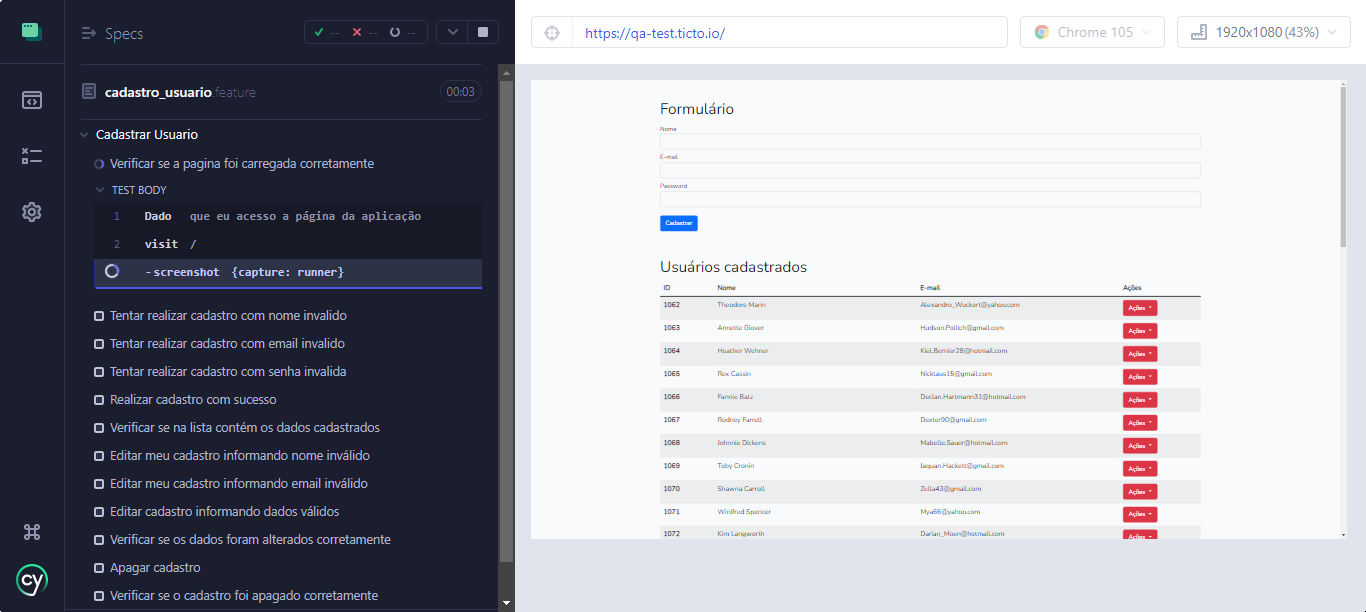 Specs
-- -- --
cadastro_usuario.feature 00:03
Cadastrar Usuario
Verificar se a pagina foi carregada corretamente
TEST BODY
1 Dado que eu acesso a página da aplicação
2 visit /
-screenshot {capture: runner}
Tentar realizar cadastro com nome invalido
Tentar realizar cadastro com email invalido
Tentar realizar cadastro com senha invalida
Realizar cadastro com sucesso
Verificar se na lista contém os dados cadastrados
Editar meu cadastro informando nome inválido
Editar meu cadastro informando email inválido
Editar cadastro informando dados válidos
Verificar se os dados foram alterados corretamente
Apagar cadastro
Verificar se o cadastro foi apagado corretamente
cy
https://qa-test.ticto.io/
Chrome 105
1920x1080 (43%)
Formulário
Nome
E-mail
Password
Cadastrar
Usuários cadastrados
ID Nome E-mail Ações
1062 Theodore Mann Alexandro_Wuckert@yahoo.com Ações
1063 Annette Glover Hudson.Pollich@gmail.com Ações
1064 Heather Wehner Kiel.Bernier28@hotmail.com Ações
1065 Rex Cassin Nicklaus15@gmail.com Ações
1066 Fannie Batz Declan.Hartmann31@hotmail.com Ações
1067 Rodney Farrell Dexter90@gmail.com Ações
1068 Johnnie Dickens Mabelle.Sauer@hotmail.com Ações
1069 Toby Cronin Jaquan.Hackett@gmail.com Ações
1070 Shawna Carroll Zella43@gmail.com Ações
1071 Winifred Spencer Mya66@yahoo.com Ações
1072 Kim Langworth Darian_Moen@hotmail.com Ações